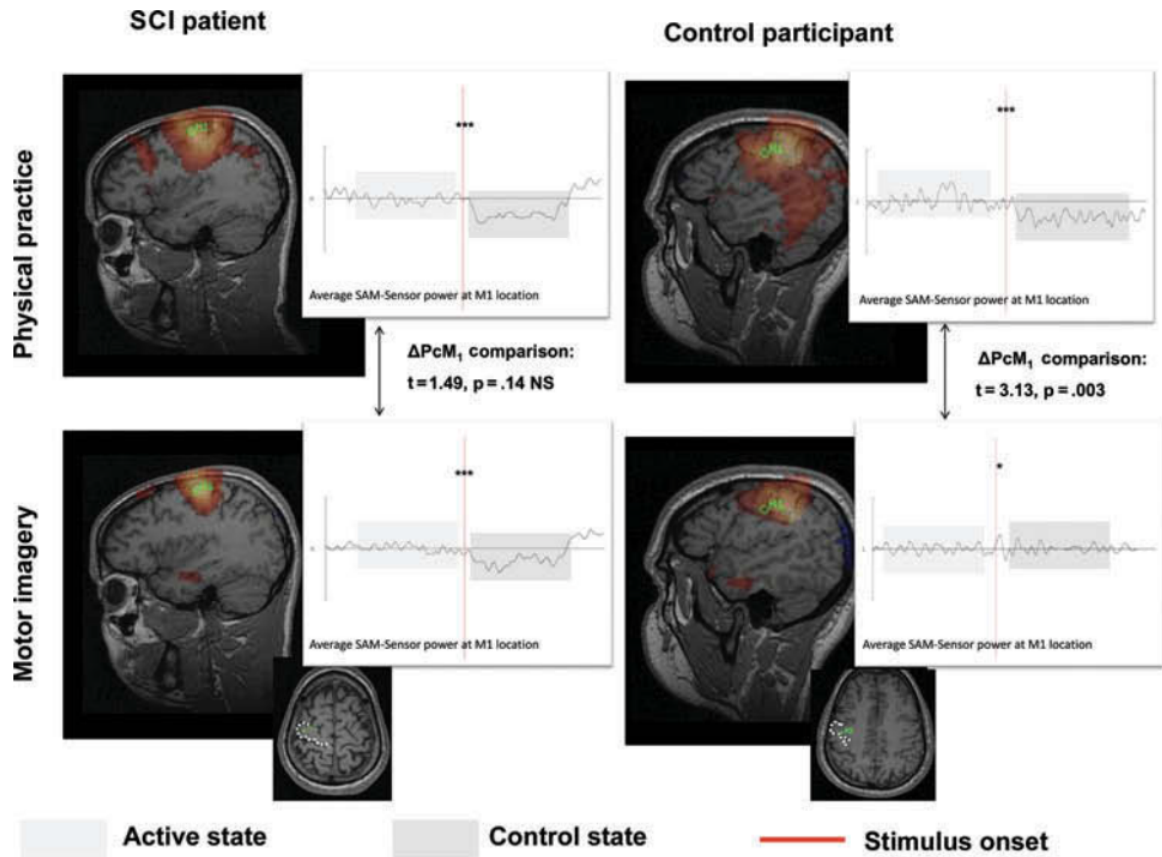 SCI patient
Control participant
Physical practice
***
Average SAM-Sensor power at M1 location
***
Average SAM-Sensor power at M1 location
ΔPcM₁ comparison:
t = 1.49, p = .14 NS
ΔPcM₁ comparison:
t = 3.13, p = .003
Motor imagery
***
Average SAM-Sensor power at M1 location
*
Average SAM-Sensor power at M1 location
Active state
Control state
Stimulus onset